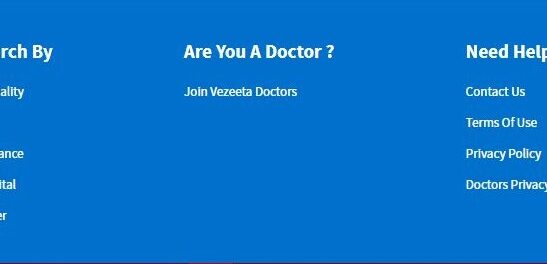 rch By
ality
ance
ital
er
Are You A Doctor ?
Join Vezeeta Doctors
Need Help
Contact Us
Terms Of Use
Privacy Policy
Doctors Privacy